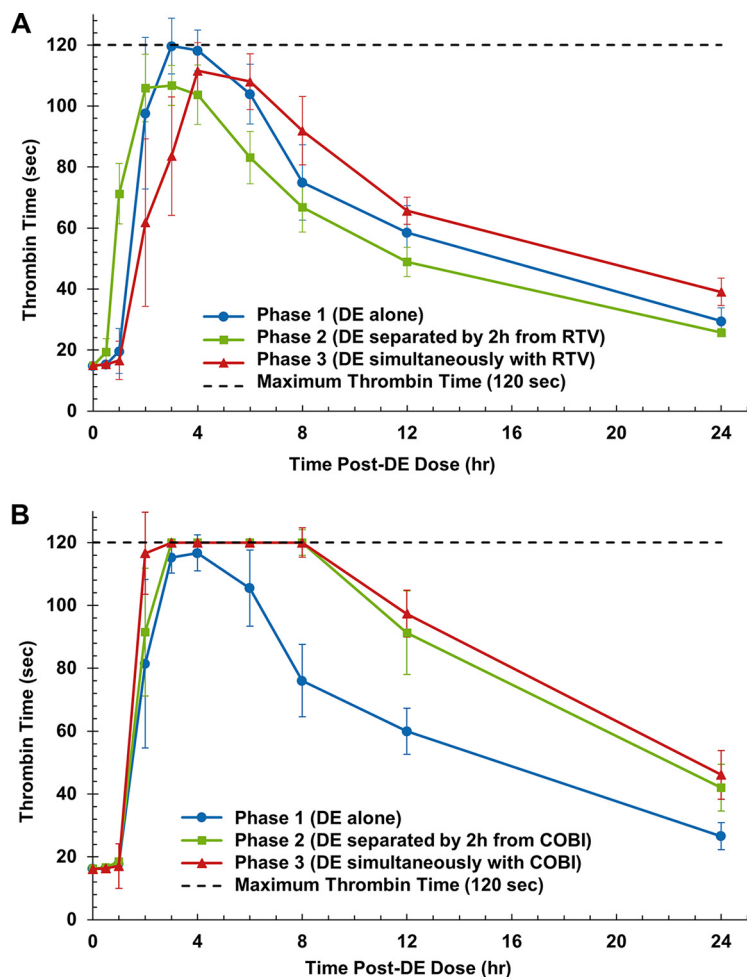 A
Thrombin Time (sec)
120
100
80
60
40
20
0
Phase 1 (DE alone)
Phase 2 (DE separated by 2h from RTV)
Phase 3 (DE simultaneously with RTV)
Maximum Thrombin Time (120 sec)
0 4 8 12 16 20 24
Time Post-DE Dose (hr)
B
Thrombin Time (sec)
120
100
80
60
40
20
0
Phase 1 (DE alone)
Phase 2 (DE separated by 2h from COBI)
Phase 3 (DE simultaneously with COBI)
Maximum Thrombin Time (120 sec)
0 4 8 12 16 20 24
Time Post-DE Dose (hr)